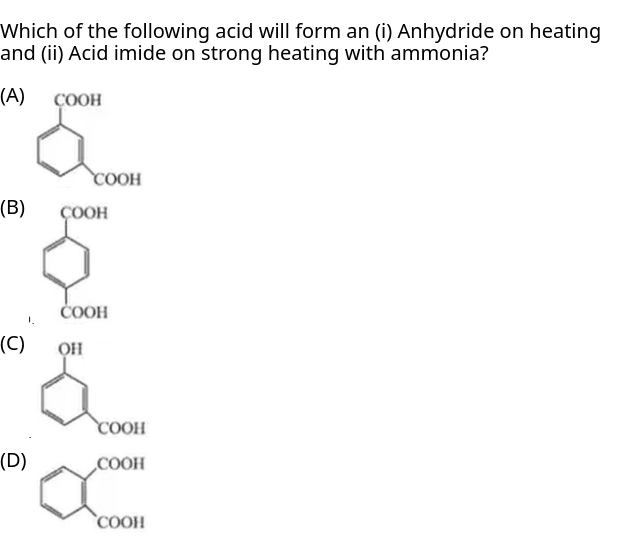 Which of the following acid will form an (i) Anhydride on heating
and (ii) Acid imide on strong heating with ammonia?
(A)
COOH
COOH
(B)
COOH
COOH
(C)
OH
COOH
(D)
COOH
COOH